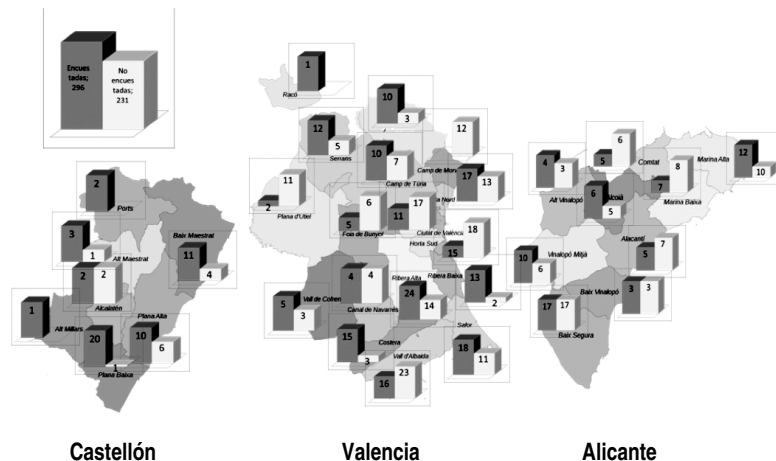 Encues
tadas;
296
No
encues
tadas;
231
2
Ports
3
1
Alt Maestrat
Baix Maestrat
11
4
2
2
Alcalatén
Plana Alta
1
Alt Millars
20
1
Plana Baixa
10
6
Castellón
1
Racó
10
3
12
5
Serrans
12
10
7
Camp de Túria
Camp de Mor
17
13
a Nord
11
2
Plana d'Utiel
6
5
Foia de Bunyol
17
11
Ciutat de València
Horta Sud
18
15
5
3
Vall de Cofren
4
4
Canal de Navarrés
Ribera Alta
24
14
Ribera Baixa
13
2
15
3
Costera
Vall d'Albaida
16
23
Safor
18
11
Valencia
4
3
Alt Vinalopó
6
5
Comtat
Marina Alta
12
10
8
7
Marina Baixa
6
5
lcoià
Alacantí
7
5
10
6
Vinalopó Mitjà
Baix Vinalopó
3
3
17
17
Baix Segura
Alicante